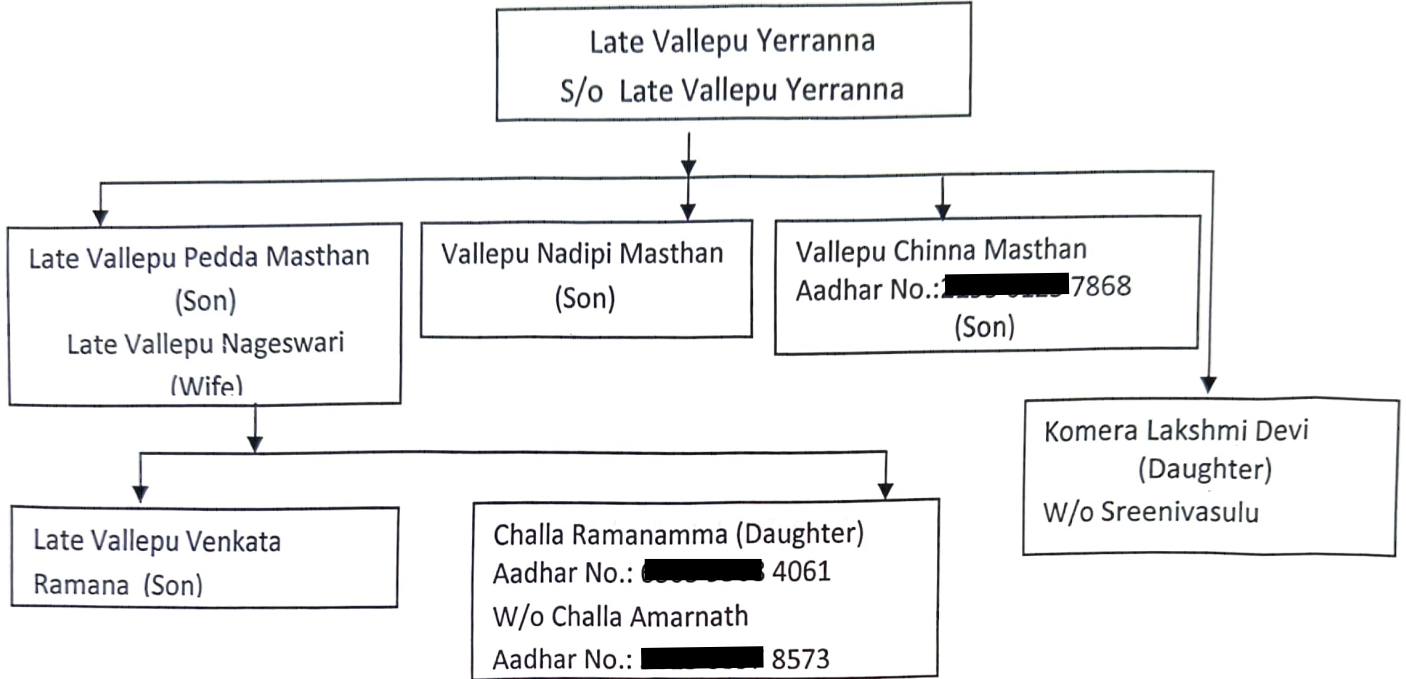 Late Vallepu Yerranna
S/o Late Vallepu Yerranna
Late Vallepu Pedda Masthan
(Son)
Late Vallepu Nageswari
(Wife)
Vallepu Nadipi Masthan
(Son)
Vallepu Chinna Masthan
Aadhar No.: 7868
(Son)
Komera Lakshmi Devi
(Daughter)
W/o Sreenivasulu
Late Vallepu Venkata
Ramana (Son)
Challa Ramanamma (Daughter)
Aadhar No.: 4061
W/o Challa Amarnath
Aadhar No.: 8573